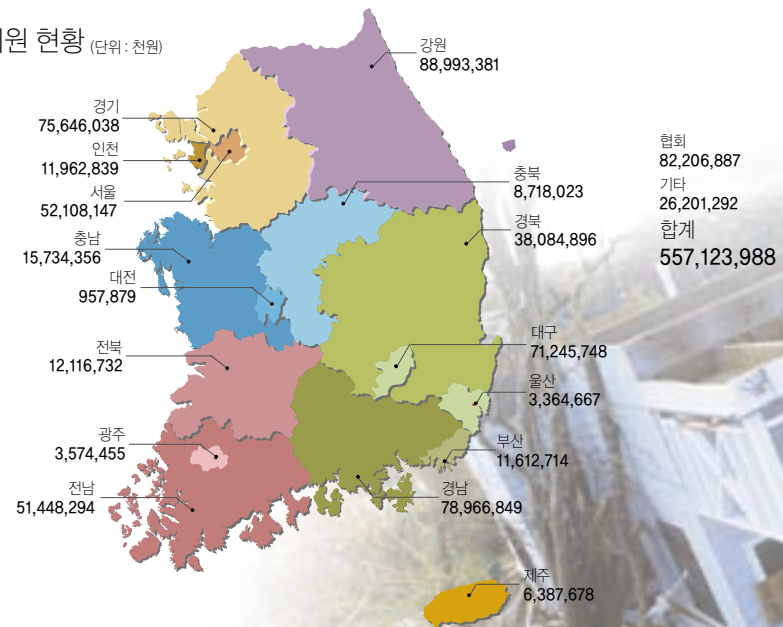 원 현황 (단위 : 천원)
강원
88,993,381
경기
75,646,038
인천
11,962,839
서울
52,108,147
충남
15,734,356
대전
957,879
전북
12,116,732
광주
3,574,455
전남
51,448,294
충북
8,718,023
경북
38,084,896
대구
71,245,748
울산
3,364,667
부산
11,612,714
경남
78,966,849
제주
6,387,678
협회
82,206,887
기타
26,201,292
합계
557,123,988